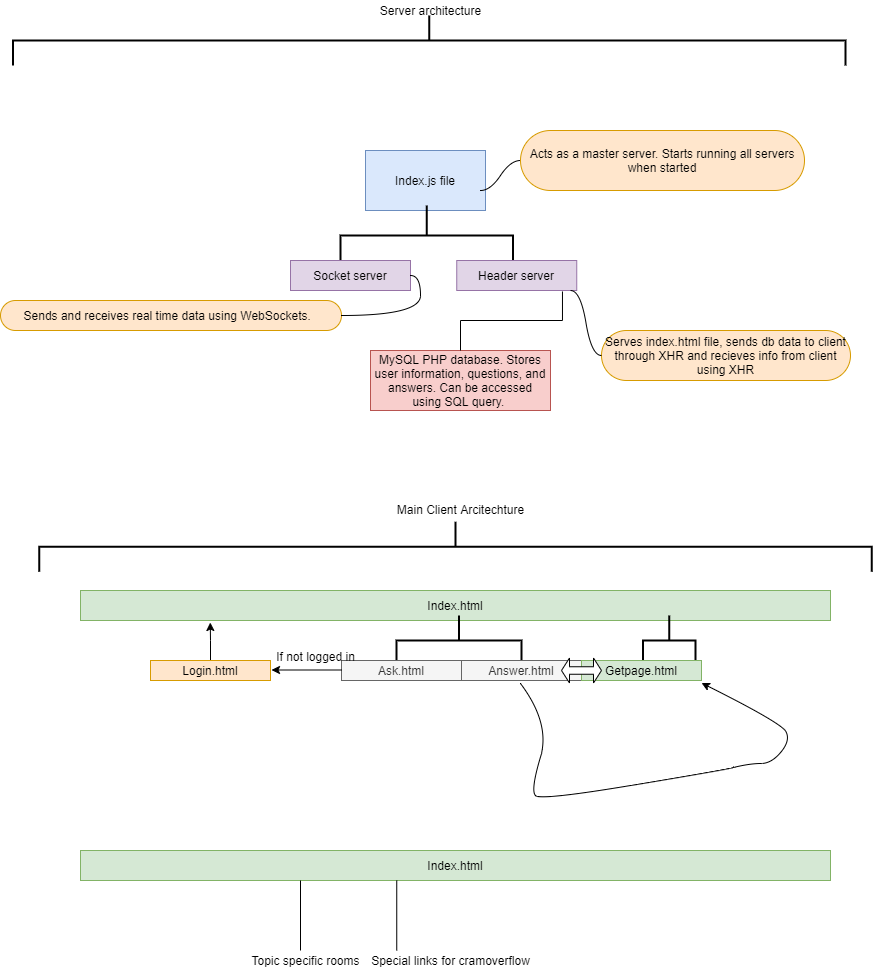 Server architecture
Acts as a master server. Starts running all servers
when started
Index.js file
Socket server
Header server
Sends and receives real time data using WebSockets.
Serves index.html file, sends db data to client
through XHR and recieves info from client
using XHR
MySQL PHP database. Stores
user information, questions, and
answers. Can be accessed
using SQL query.
Main Client Arcitechture
Index.html
If not logged in
Login.html
Ask.html
Answer.html
Getpage.html
Index.html
Topic specific rooms
Special links for cramoverflow